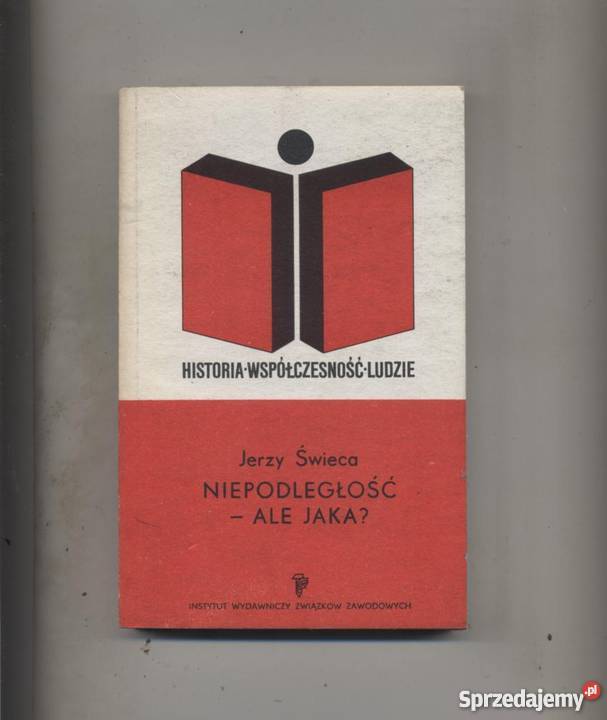 HISTORIA·WSPÓŁCZESNOŚĆ·LUDZIE
Jerzy Świeca
NIEPODLEGŁOŚĆ
– ALE JAKA?
INSTYTUT WYDAWNICZY ZWIĄZKÓW ZAWODOWYCH
Sprzedajemy.pl